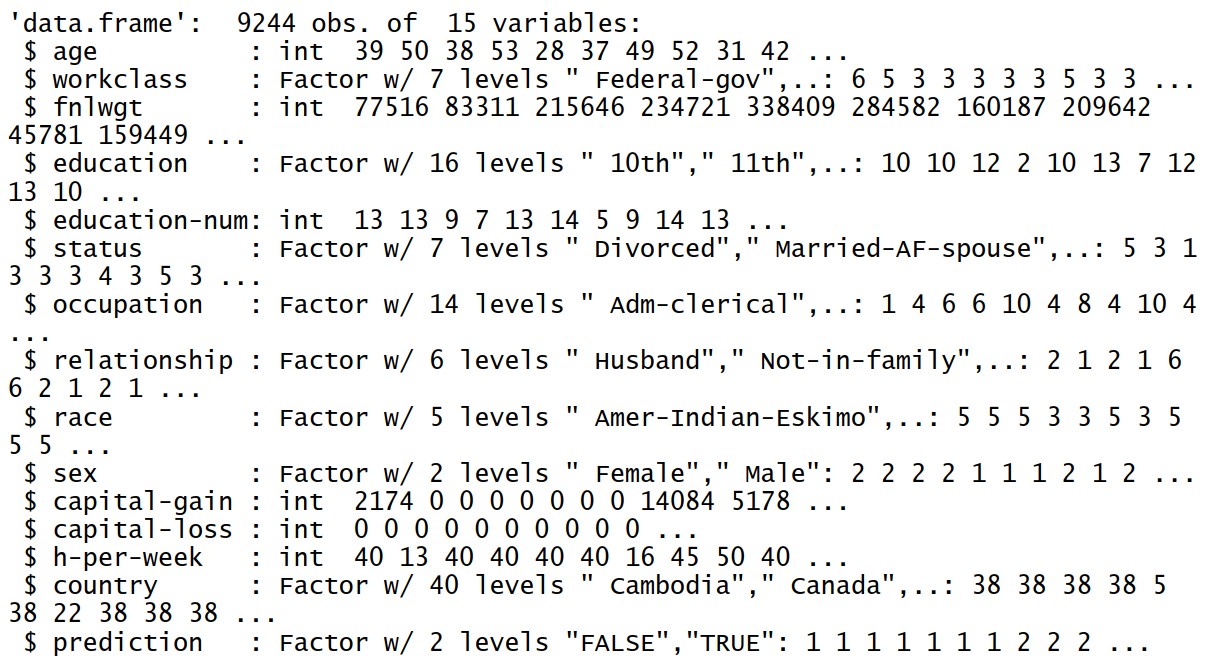 'data.frame':  9244 obs. of  15 variables:
 $ age          : int  39 50 38 53 28 37 49 52 31 42 ...
 $ workclass    : Factor w/ 7 levels " Federal-gov",..: 6 5 3 3 3 3 3 5 3 3 ...
 $ fnlwgt       : int  77516 83311 215646 234721 338409 284582 160187 209642
45781 159449 ...
 $ education    : Factor w/ 16 levels " 10th"," 11th",..: 10 10 12 2 10 13 7 12
13 10 ...
 $ education-num: int  13 13 9 7 13 14 5 9 14 13 ...
 $ status       : Factor w/ 7 levels " Divorced"," Married-AF-spouse",..: 5 3 1
3 3 3 4 3 5 3 ...
 $ occupation   : Factor w/ 14 levels " Adm-clerical",..: 1 4 6 6 10 4 8 4 10 4
...
 $ relationship : Factor w/ 6 levels " Husband"," Not-in-family",..: 2 1 2 1 6
6 2 1 2 1 ...
 $ race         : Factor w/ 5 levels " Amer-Indian-Eskimo",..: 5 5 5 3 3 5 3 5
5 5 ...
 $ sex          : Factor w/ 2 levels " Female"," Male": 2 2 2 2 1 1 1 2 1 2 ...
 $ capital-gain : int  2174 0 0 0 0 0 0 0 14084 5178 ...
 $ capital-loss : int  0 0 0 0 0 0 0 0 0 0 ...
 $ h-per-week   : int  40 13 40 40 40 40 16 45 50 40 ...
 $ country      : Factor w/ 40 levels " Cambodia"," Canada",..: 38 38 38 38 5
38 22 38 38 38 ...
 $ prediction   : Factor w/ 2 levels "FALSE","TRUE": 1 1 1 1 1 1 1 2 2 2 ...